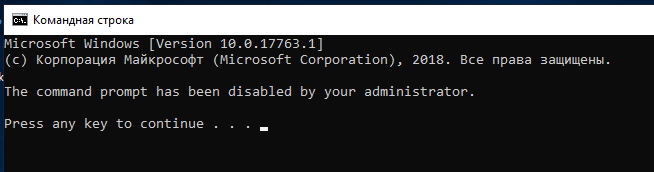 Командная строка
Microsoft Windows [Version 10.0.17763.1]
(c) Корпорация Майкрософт (Microsoft Corporation), 2018. Все права защищены.
The command prompt has been disabled by your administrator.
Press any key to continue . . .